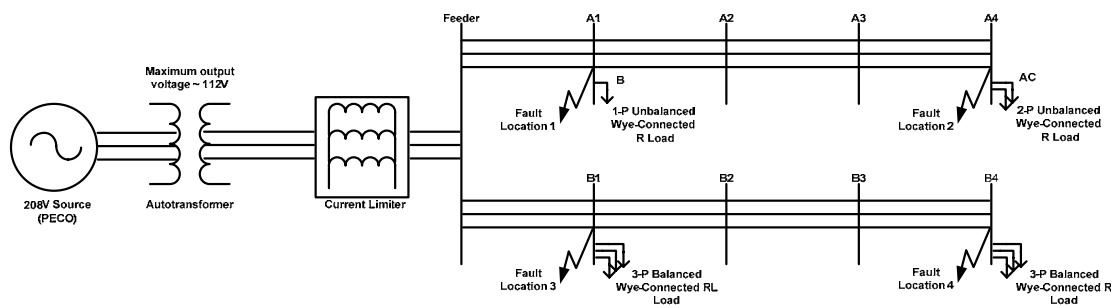 Feeder
A1
A2
A3
A4
Maximum output
voltage ~ 112V
B
AC
Fault
Location 1
1-P Unbalanced
Wye-Connected
R Load
Fault
Location 2
2-P Unbalanced
Wye-Connected
R Load
208V Source
(PECO)
Autotransformer
Current Limiter
B1
B2
B3
B4
Fault
Location 3
3-P Balanced
Wye-Connected RL
Load
Fault
Location 4
3-P Balanced
Wye-Connected R
Load